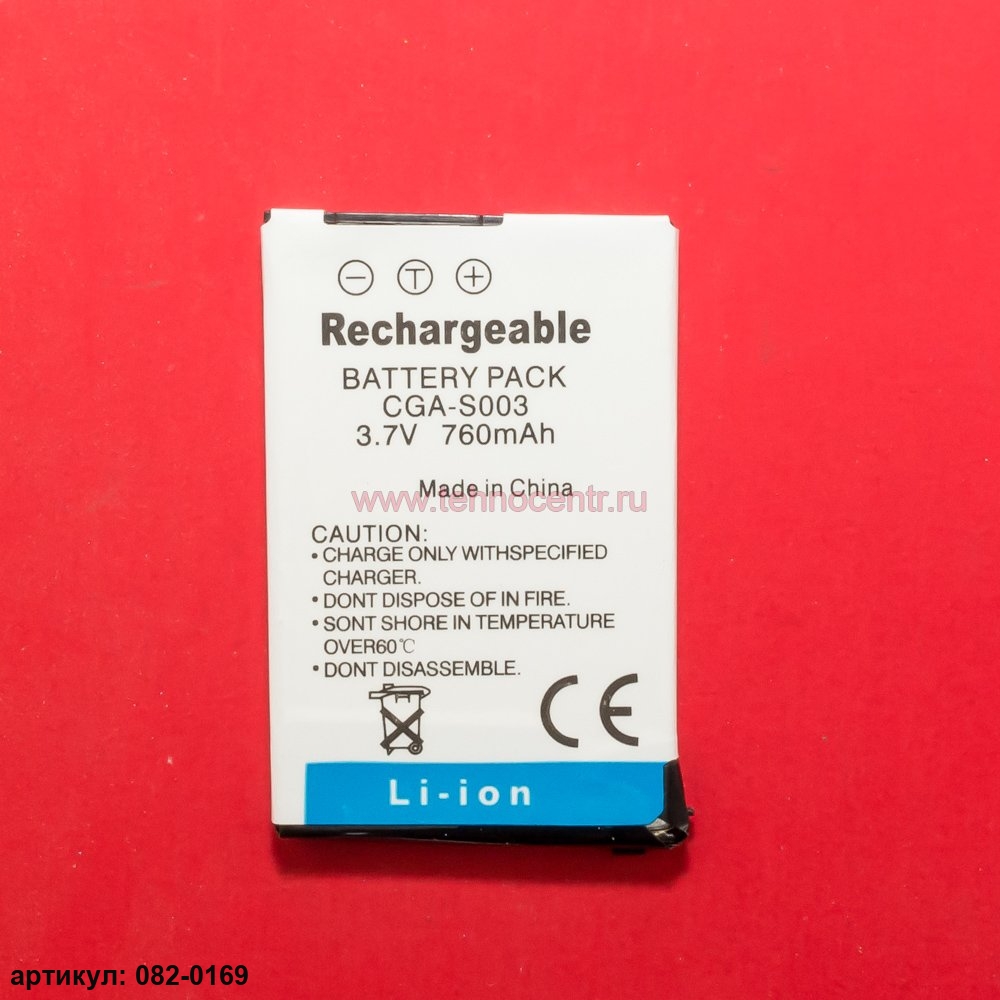 − T +
Rechargeable
BATTERY PACK
CGA-S003
3.7V 760mAh
Made in China
www.tehnocentr.ru
CAUTION:
• CHARGE ONLY WITHSPECIFIED
CHARGER.
• DONT DISPOSE OF IN FIRE.
• SONT SHORE IN TEMPERATURE
OVER60℃
• DONT DISASSEMBLE.
CE
Li-ion
артикул: 082-0169